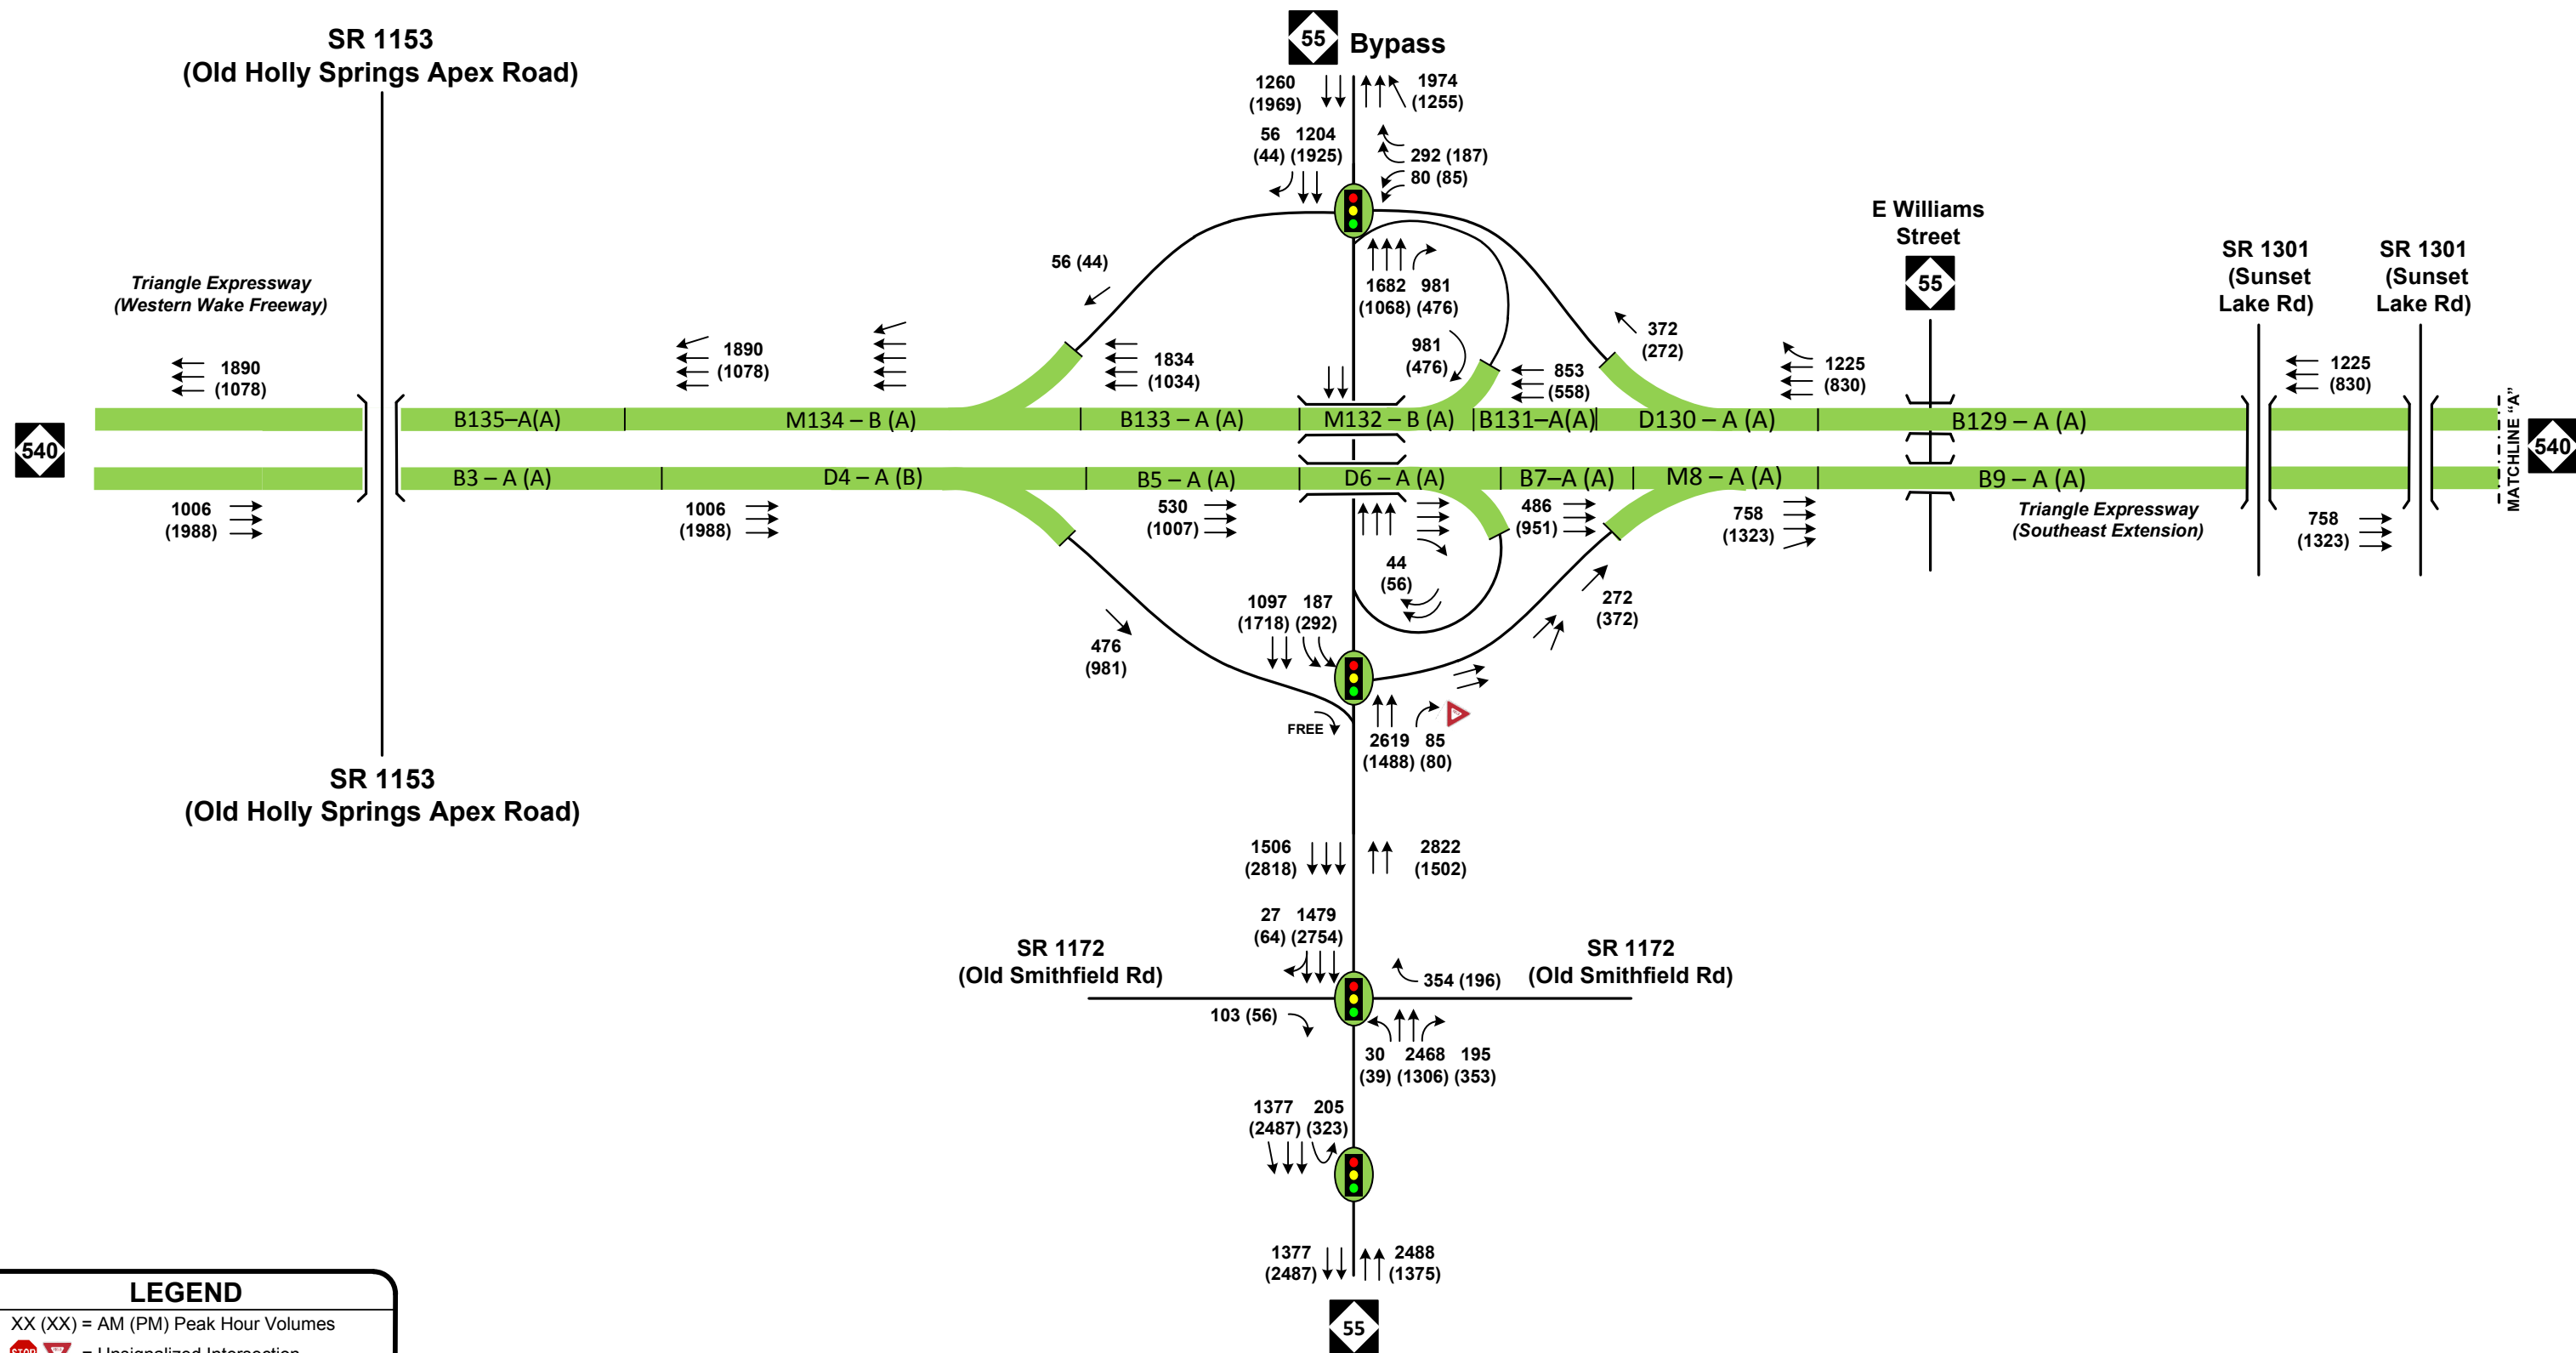 SR 1153
(Old Holly Springs Apex Road)
55 Bypass
1260
(1969)
1974
(1255)
56 1204
(44) (1925)
292 (187)
80 (85)
E Williams
Street
55
SR 1301
(Sunset
Lake Rd)
SR 1301
(Sunset
Lake Rd)
Triangle Expressway
(Western Wake Freeway)
56 (44)
1682 981
(1068) (476)
981
(476)
372
(272)
1890
(1078)
1890
(1078)
1834
(1034)
853
(558)
1225
(830)
1225
(830)
540
B135–A(A)
M134 – B (A)
B133 – A (A)
M132 – B (A)
B131–A(A)
D130 – A (A)
B129 – A (A)
MATCHLINE “A”
540
B3 – A (A)
D4 – A (B)
B5 – A (A)
D6 – A (A)
B7–A (A)
M8 – A (A)
B9 – A (A)
1006
(1988)
1006
(1988)
530
(1007)
486
(951)
758
(1323)
Triangle Expressway
(Southeast Extension)
758
(1323)
44
(56)
272
(372)
1097 187
(1718) (292)
476
(981)
FREE
2619 85
(1488) (80)
SR 1153
(Old Holly Springs Apex Road)
1506
(2818)
2822
(1502)
27 1479
(64) (2754)
SR 1172
(Old Smithfield Rd)
SR 1172
(Old Smithfield Rd)
354 (196)
103 (56)
30 2468 195
(39) (1306) (353)
1377 205
(2487) (323)
1377
(2487)
2488
(1375)
55
LEGEND
XX (XX) = AM (PM) Peak Hour Volumes
STOP = Unsignalized Intersection